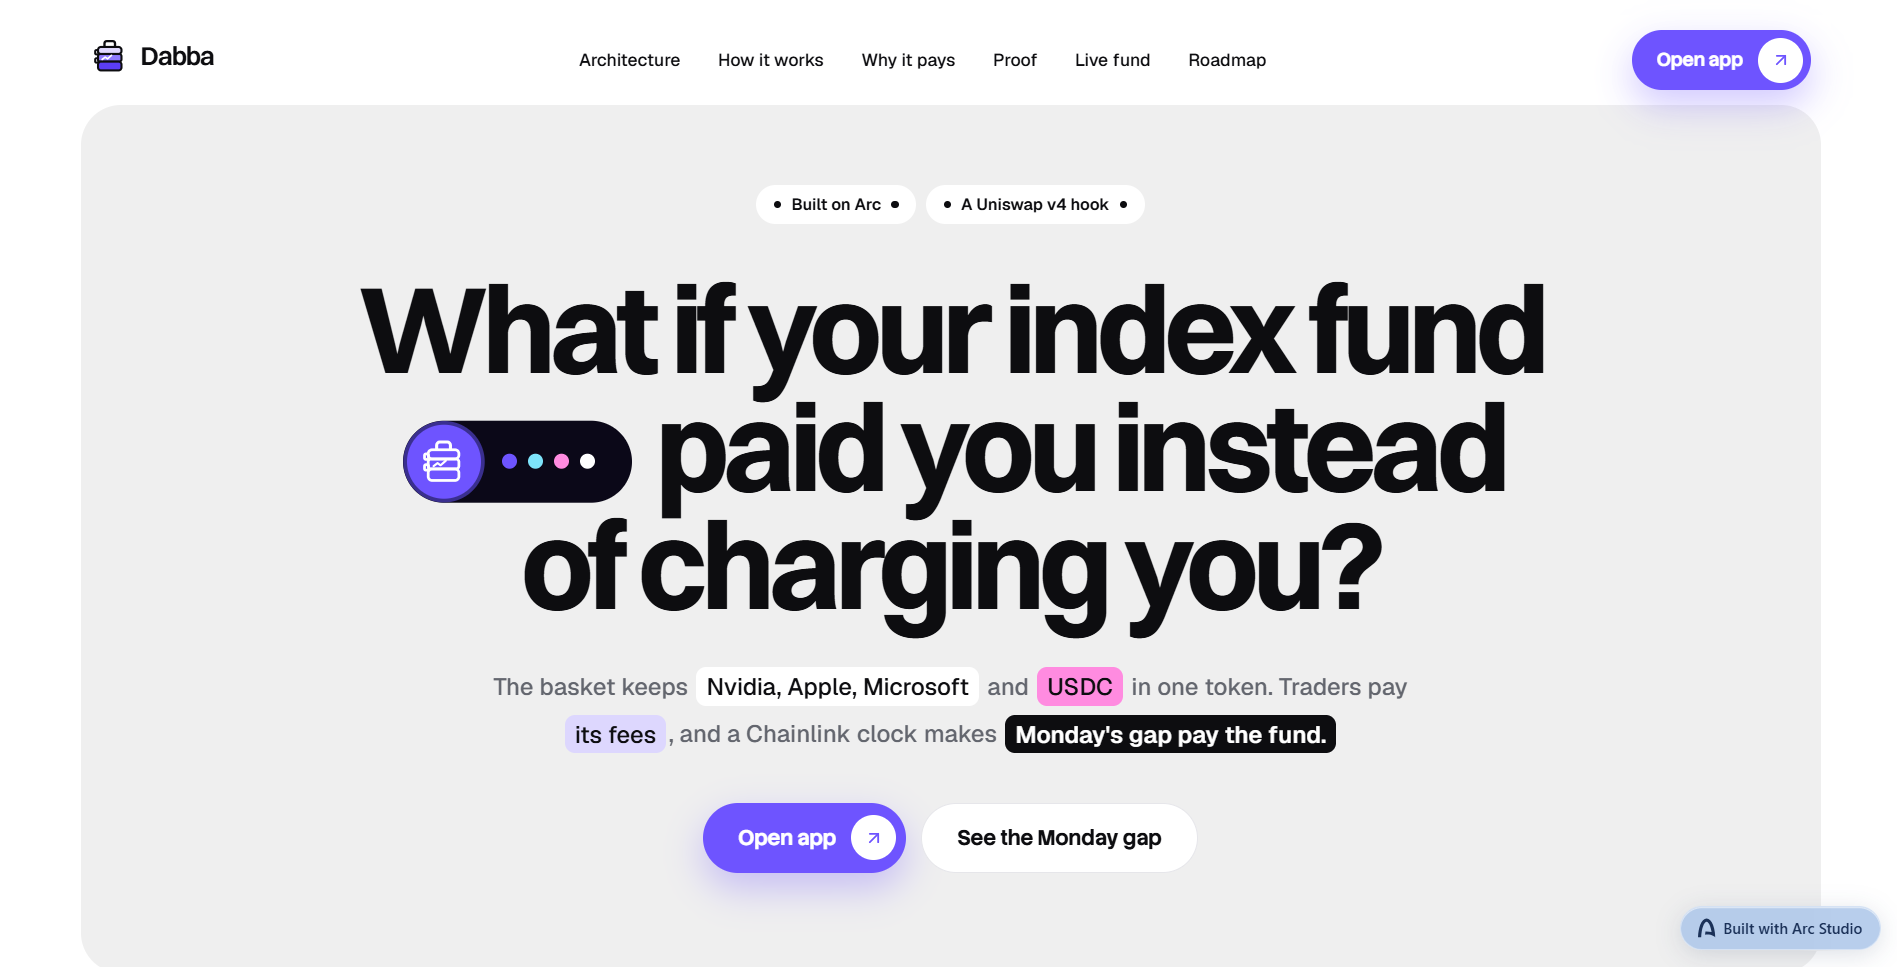 Dabba
Architecture How it works Why it pays Proof Live fund Roadmap
Open app
Built on Arc
A Uniswap v4 hook
What if your index fund
paid you instead
of charging you?
The basket keeps Nvidia, Apple, Microsoft and USDC in one token. Traders pay
its fees, and a Chainlink clock makes Monday's gap pay the fund.
Open app
See the Monday gap
Built with Arc Studio